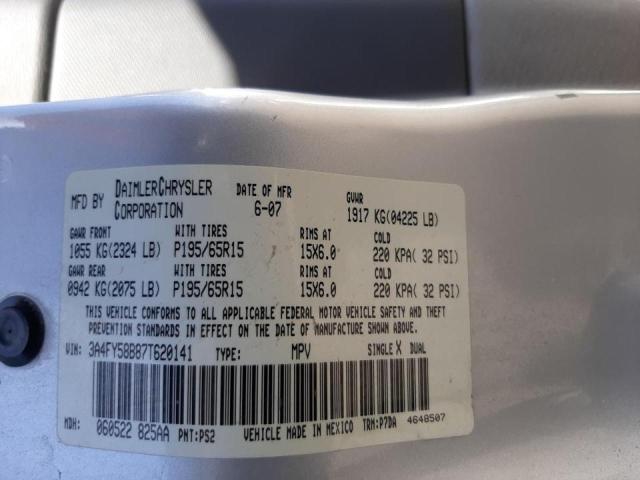 MFD BY DAIMLERCHRYSLER CORPORATION DATE OF MFR 6-07 GVWR 1917 KG(04225 LB)
GAWR FRONT WITH TIRES RIMS AT COLD
1055 KG(2324 LB) P195/65R15 15X6.0 220 KPA( 32 PSI)
GAWR REAR WITH TIRES RIMS AT COLD
0942 KG(2075 LB) P195/65R15 15X6.0 220 KPA( 32 PSI)
THIS VEHICLE CONFORMS TO ALL APPLICABLE FEDERAL MOTOR VEHICLE SAFETY AND THEFT
PREVENTION STANDARDS IN EFFECT ON THE DATE OF MANUFACTURE SHOWN ABOVE.
VIN: 3A4FY58B87T620141 TYPE: MPV SINGLE X DUAL
MDH: 060522 825AA PNT:PS2 VEHICLE MADE IN MEXICO TRM:P7DA 4648507